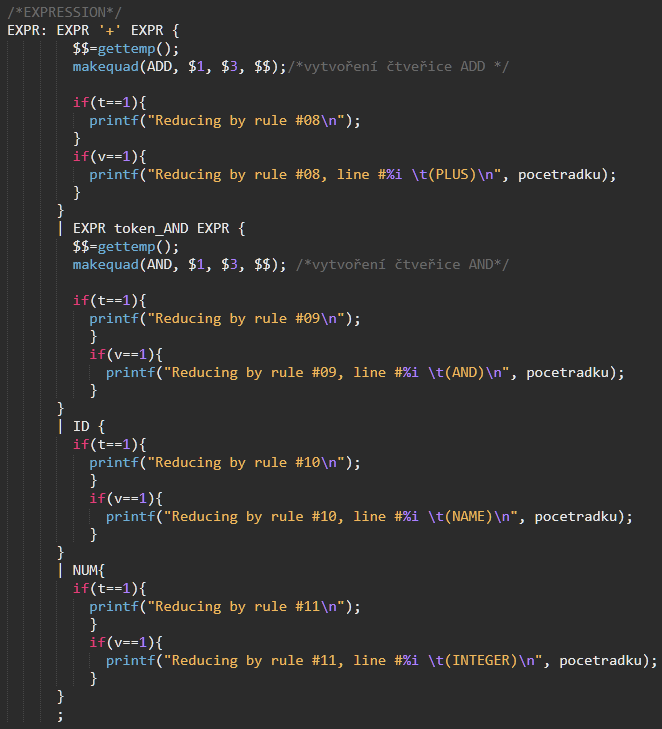 /*EXPRESSION*/
EXPR: EXPR '+' EXPR {
$$=gettemp();
makequad(ADD, $1, $3, $$);/*vytvoření čtveřice ADD */
if(t==1){
printf("Reducing by rule #08\n");
}
if(v==1){
printf("Reducing by rule #08, line #%i \t(PLUS)\n", pocetradku);
}
}
| EXPR token_AND EXPR {
$$=gettemp();
makequad(AND, $1, $3, $$); /*vytvoření čtveřice AND*/
if(t==1){
printf("Reducing by rule #09\n");
}
if(v==1){
printf("Reducing by rule #09, line #%i \t(AND)\n", pocetradku);
}
}
| ID {
if(t==1){
printf("Reducing by rule #10\n");
}
if(v==1){
printf("Reducing by rule #10, line #%i \t(NAME)\n", pocetradku);
}
}
| NUM{
if(t==1){
printf("Reducing by rule #11\n");
}
if(v==1){
printf("Reducing by rule #11, line #%i \t(INTEGER)\n", pocetradku);
}
}
;